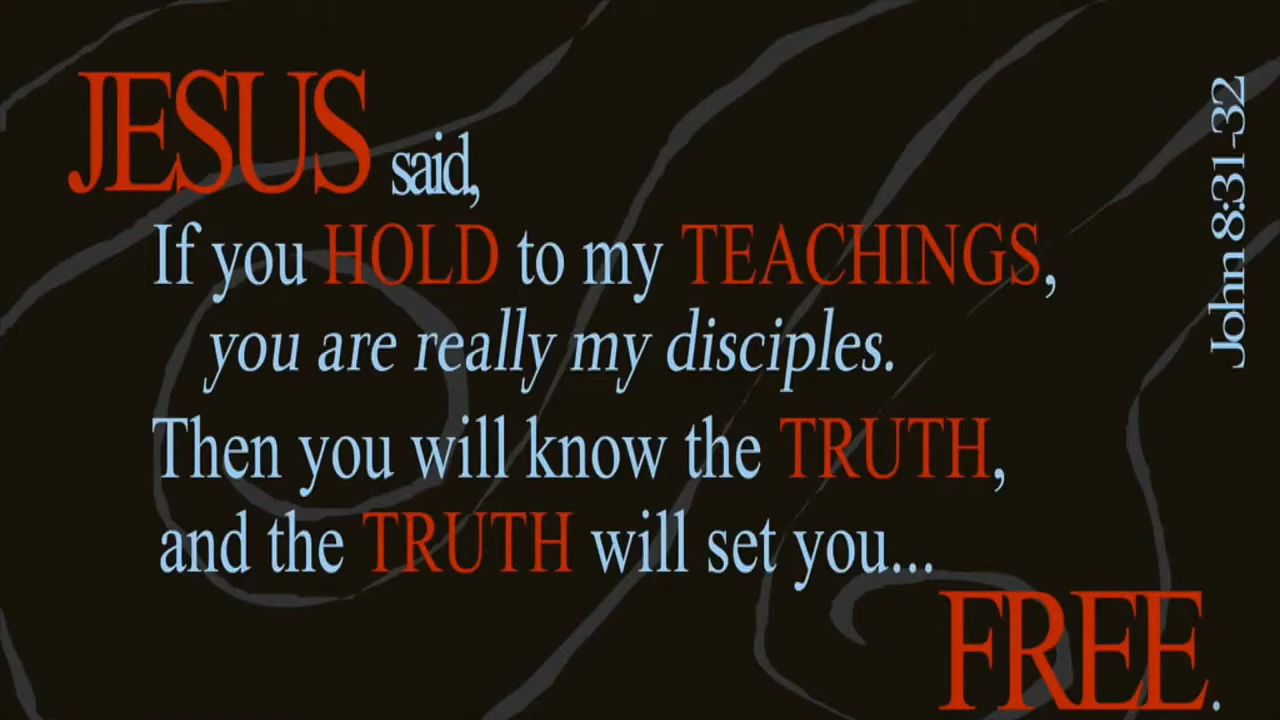 JESUS said,
If you HOLD to my TEACHINGS,
you are really my disciples.
Then you will know the TRUTH,
and the TRUTH will set you...
FREE.
John 8:31-32